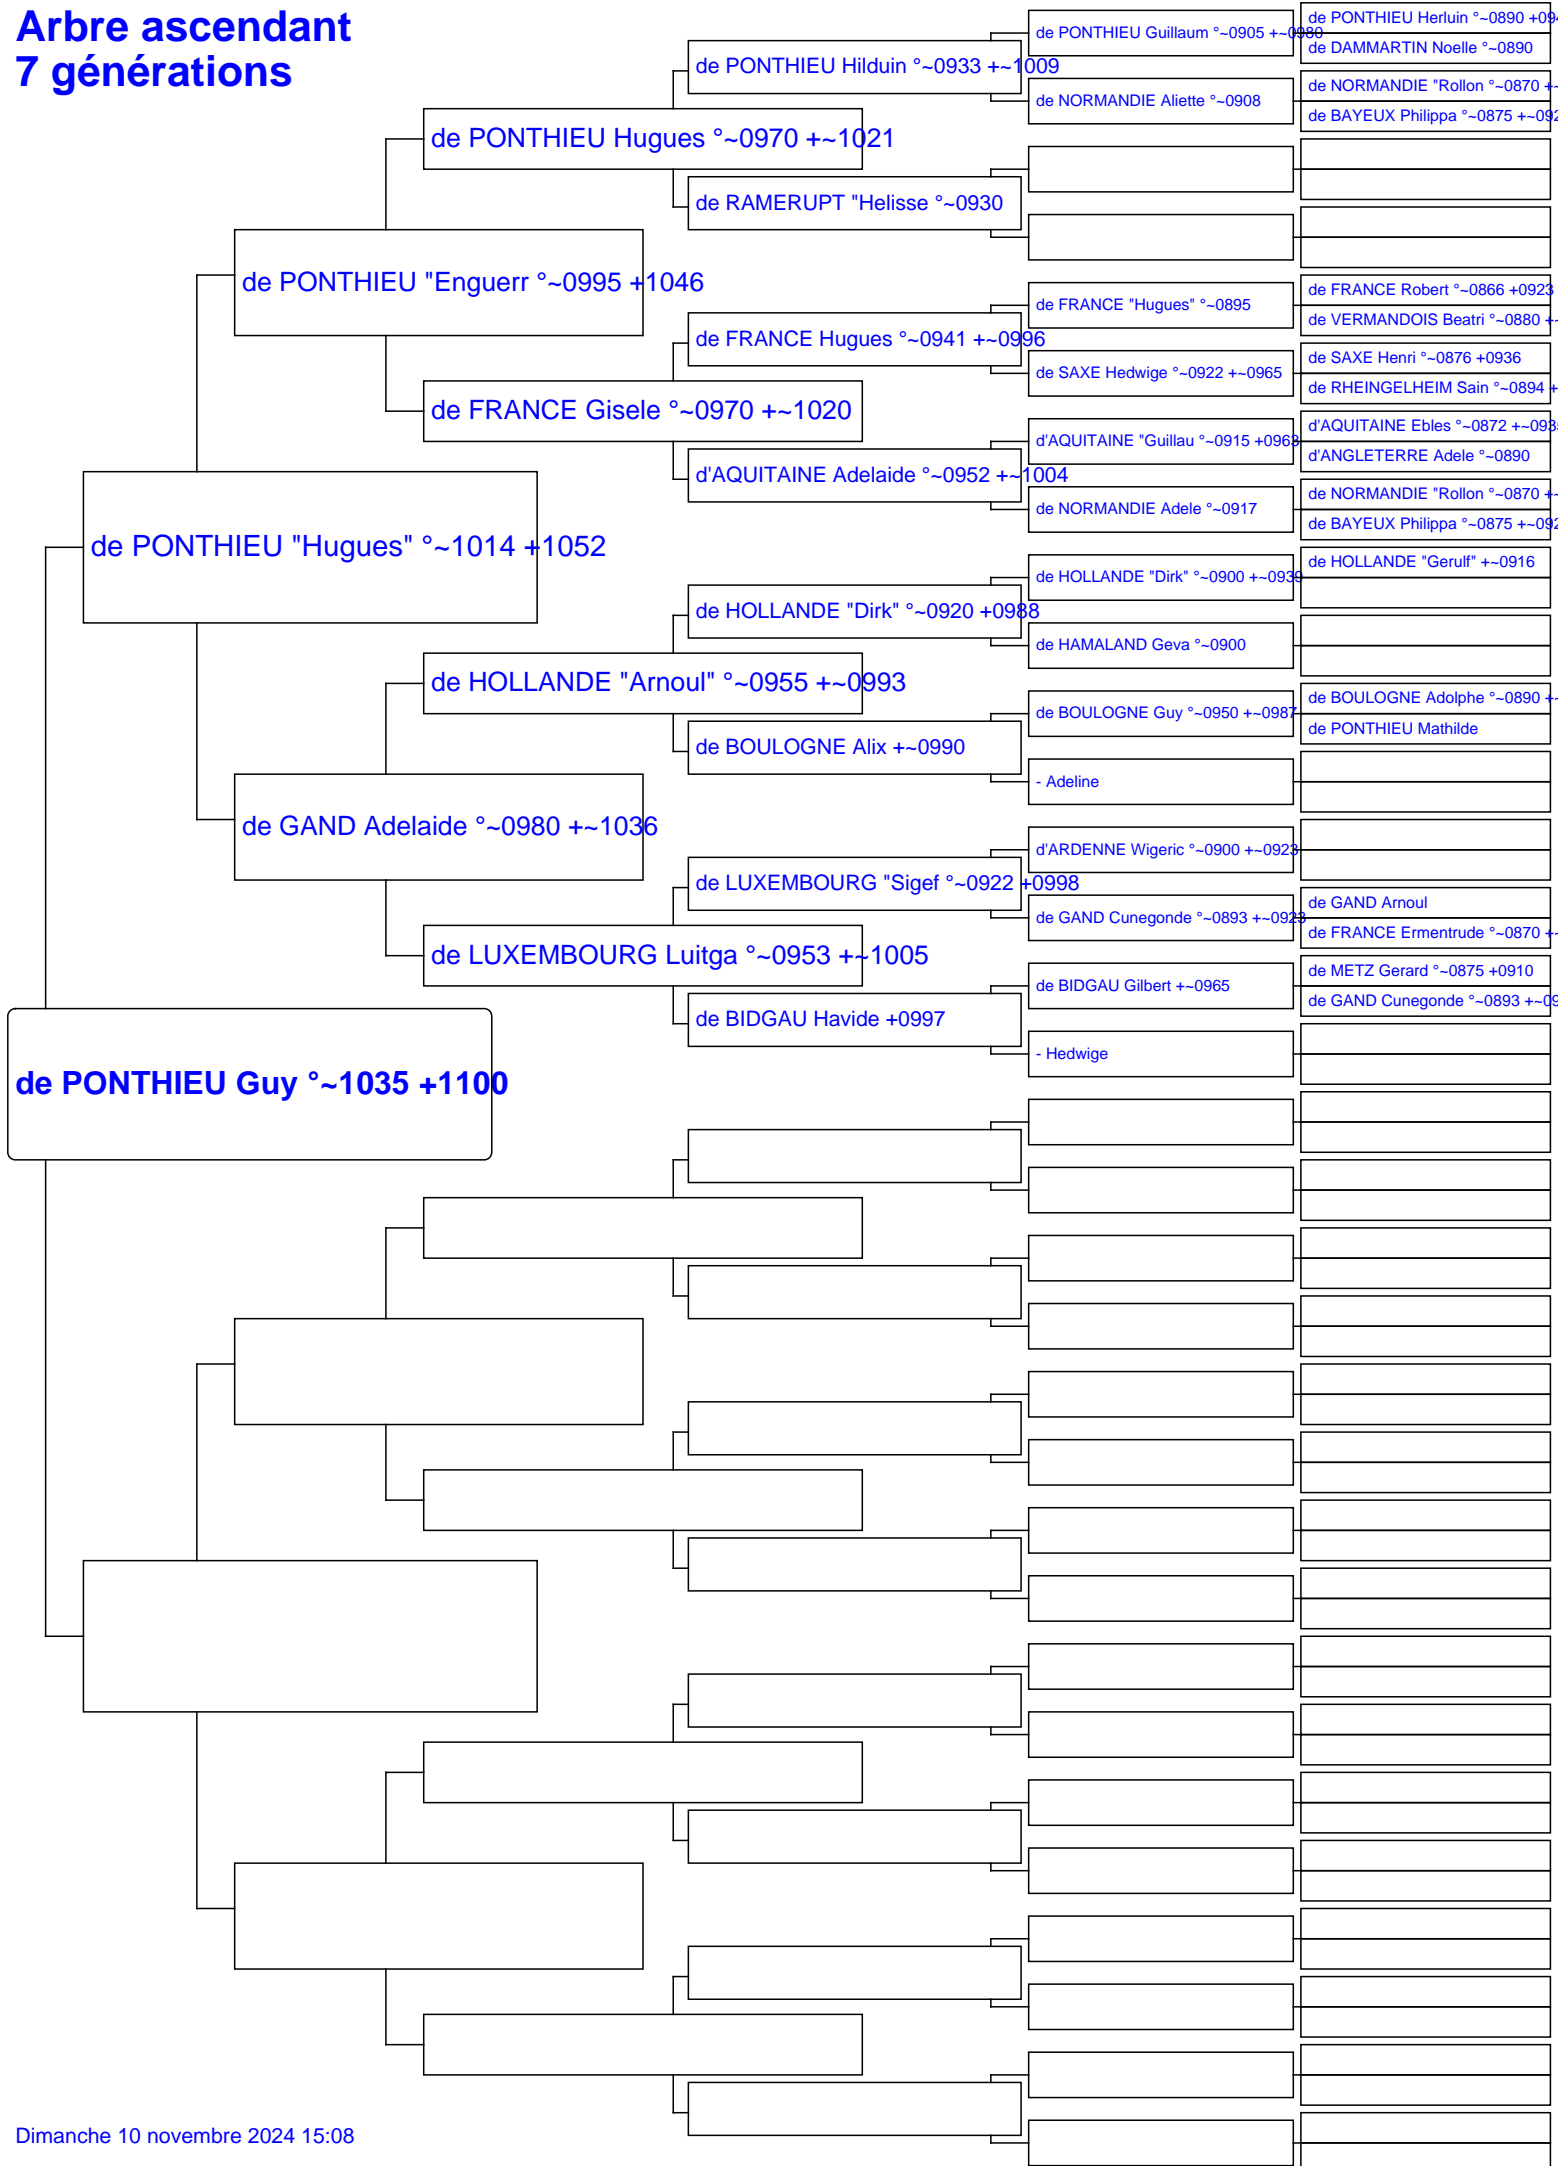 Arbre ascendant
7 générations
de PONTHIEU Guy °~1035 +1100
de PONTHIEU "Hugues" °~1014 +1052
de PONTHIEU "Enguerr °~0995 +1046
de GAND Adelaide °~0980 +~1036
de PONTHIEU Hugues °~0970 +~1021
de FRANCE Gisele °~0970 +~1020
de HOLLANDE "Arnoul" °~0955 +~0993
de LUXEMBOURG Luitga °~0953 +~1005
de PONTHIEU Hilduin °~0933 +~1009
de RAMERUPT "Helisse °~0930
de FRANCE Hugues °~0941 +~0996
d'AQUITAINE Adelaide °~0952 +~1004
de HOLLANDE "Dirk" °~0920 +0988
de BOULOGNE Alix +~0990
de LUXEMBOURG "Sigef °~0922 +0998
de BIDGAU Havide +0997
de PONTHIEU Guillaum °~0905 +~0980
de NORMANDIE Aliette °~0908
de FRANCE "Hugues" °~0895
de SAXE Hedwige °~0922 +~0965
d'AQUITAINE "Guillau °~0915 +0963
de NORMANDIE Adele °~0917
de HOLLANDE "Dirk" °~0900 +~0939
de HAMALAND Geva °~0900
de BOULOGNE Guy °~0950 +~0987
- Adeline
d'ARDENNE Wigeric °~0900 +~0923
de GAND Cunegonde °~0893 +~0923
de BIDGAU Gilbert +~0965
- Hedwige
de PONTHIEU Herluin °~0890 +094
de DAMMARTIN Noelle °~0890
de NORMANDIE "Rollon °~0870 +~
de BAYEUX Philippa °~0875 +~092
de FRANCE Robert °~0866 +0923
de VERMANDOIS Beatri °~0880 +~
de SAXE Henri °~0876 +0936
de RHEINGELHEIM Sain °~0894 +
d'AQUITAINE Ebles °~0872 +~093
d'ANGLETERRE Adele °~0890
de NORMANDIE "Rollon °~0870 +~
de BAYEUX Philippa °~0875 +~092
de HOLLANDE "Gerulf" +~0916
de BOULOGNE Adolphe °~0890 +~
de PONTHIEU Mathilde
de GAND Arnoul
de FRANCE Ermentrude °~0870 +~
de METZ Gerard °~0875 +0910
de GAND Cunegonde °~0893 +~09
Dimanche 10 novembre 2024 15:08